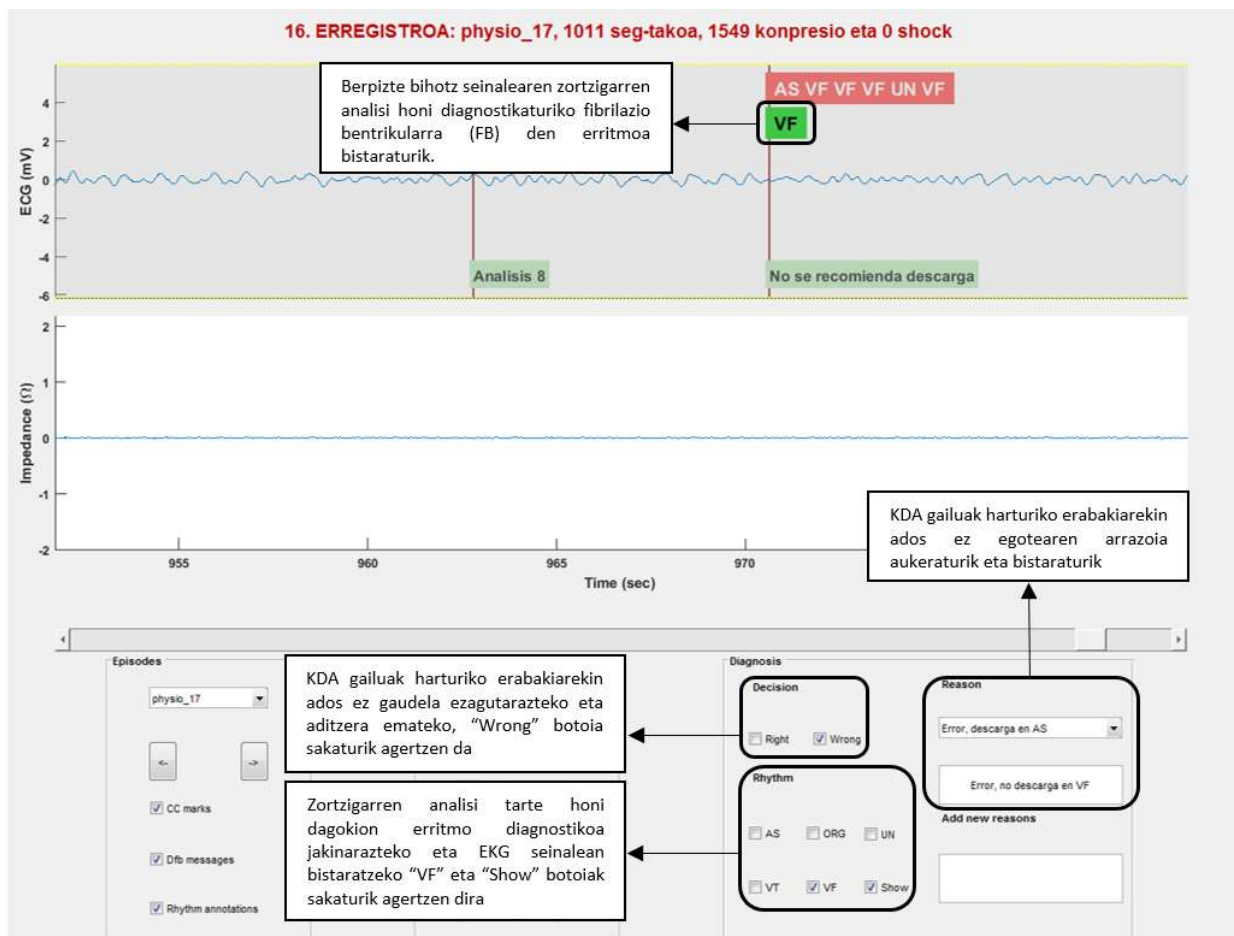 16. ERREGISTROA: physio_17, 1011 seg-takoa, 1549 konpresio eta 0 shock
Berpizte bihotz seinalearen zortzigarren
analisi honi diagnostikaturiko fibrilazio
bentrikularra (FB) den erritmoa
bistaraturik.
AS VF VF VF UN VF
VF
ECG (mV)
4
2
0
-2
-4
-6
Analisis 8
No se recomienda descarga
Impedance (Ω)
2
1
0
-1
-2
955
960
965
970
Time (sec)
KDA gailuak harturiko erabakiarekin
ados ez egotearen arrazoia
aukeraturik eta bistaraturik
Episodes
physio_17
<-
->
CC marks
Dfb messages
Rhythm annotations
KDA gailuak harturiko erabakiarekin
ados ez gaudela ezagutarazteko eta
aditzera emateko, “Wrong” botoia
sakaturik agertzen da
Zortzigarren analisi tarte honi
dagokion erritmo diagnostikoa
jakinarazteko eta EKG seinalean
bistaratzeko “VF” eta “Show” botoiak
sakaturik agertzen dira
Diagnosis
Decision
Right
Wrong
Rhythm
AS
ORG
UN
VT
VF
Show
Reason
Error, descarga en AS
Error, no descarga en VF
Add new reasons